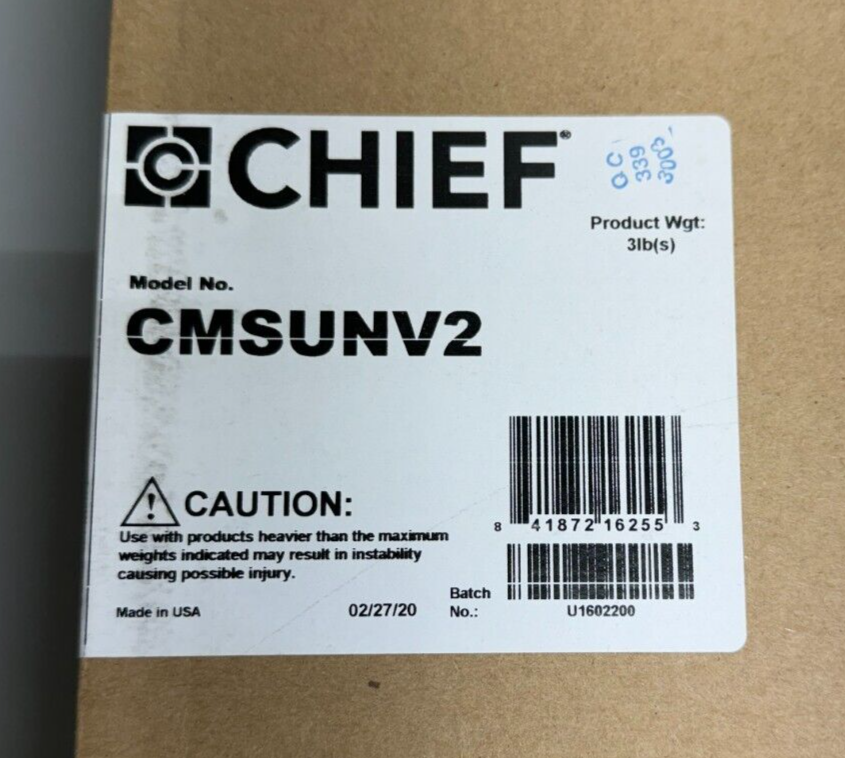 CHIEF®
QC
339
3003
Product Wgt:
3lb(s)
Model No.
CMSUNV2
CAUTION:
Use with products heavier than the maximum
weights indicated may result in instability
causing possible injury.
8 41872 16255 3
Made in USA
02/27/20
Batch
No.:
U1602200